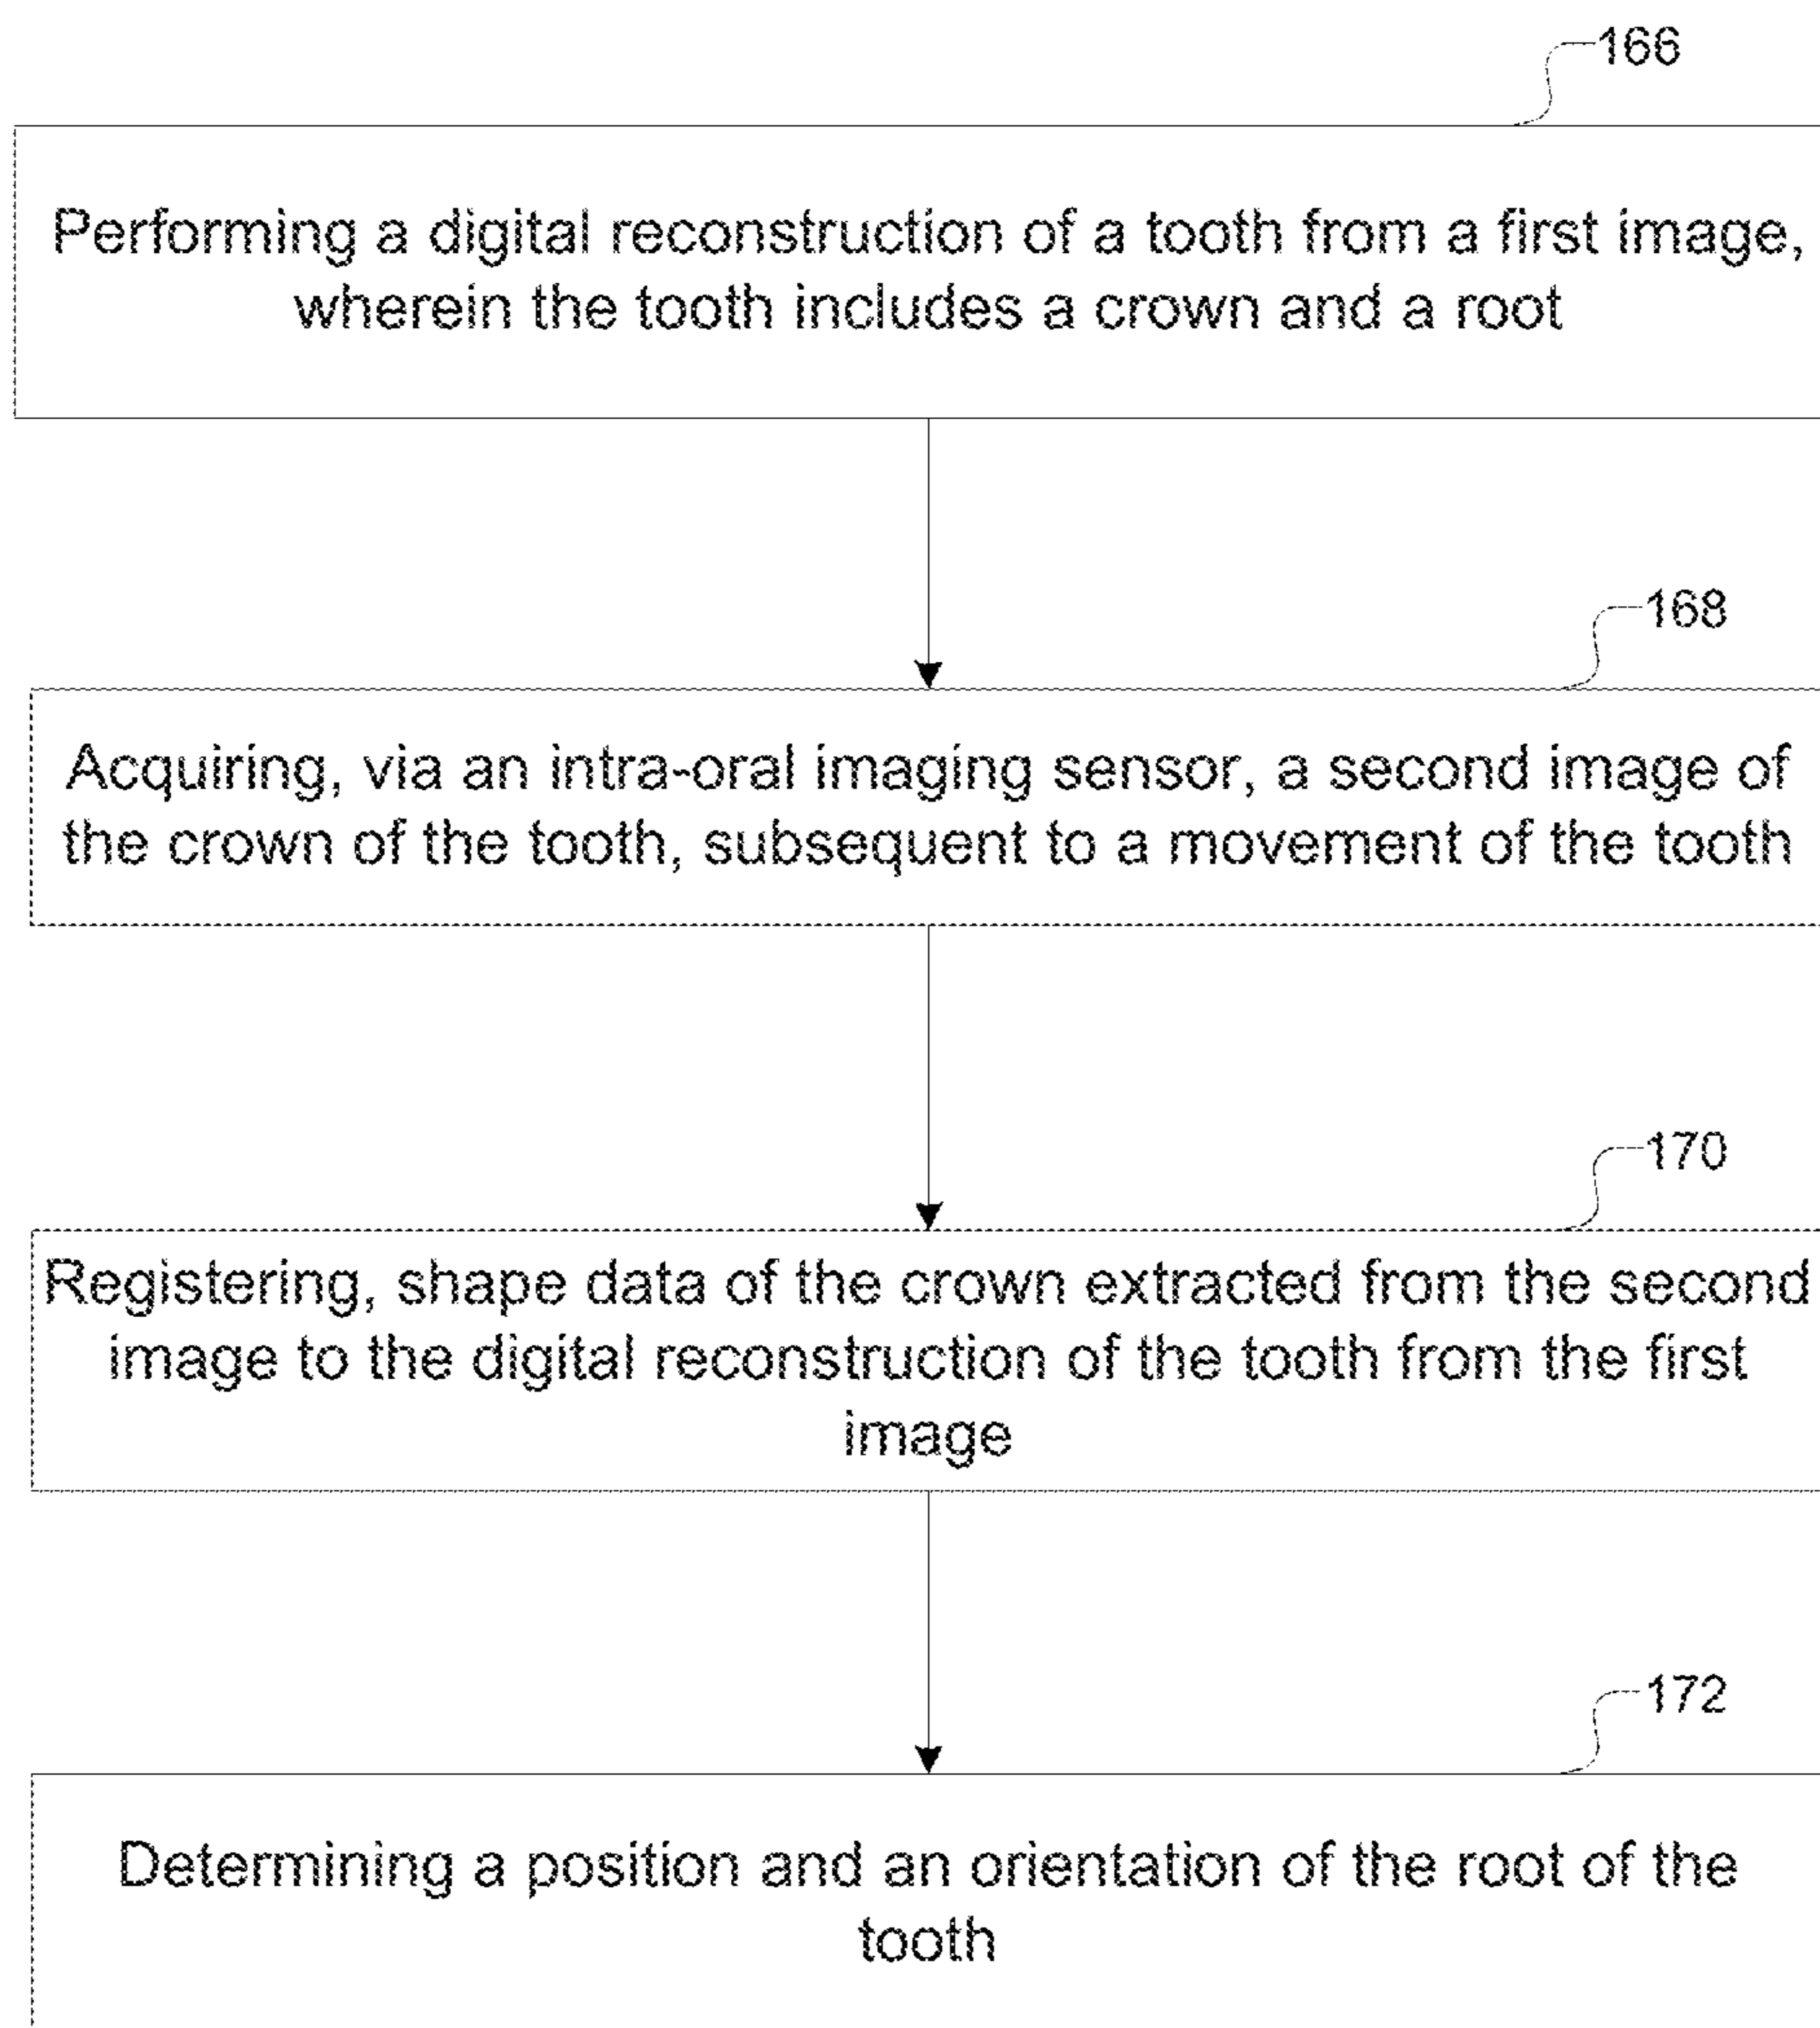 166
Performing a digital reconstruction of a tooth from a first image,
wherein the tooth includes a crown and a root
168
Acquiring, via an intra-oral imaging sensor, a second image of
the crown of the tooth, subsequent to a movement of the tooth
170
Registering, shape data of the crown extracted from the second
image to the digital reconstruction of the tooth from the first
image
172
Determining a position and an orientation of the root of the
tooth